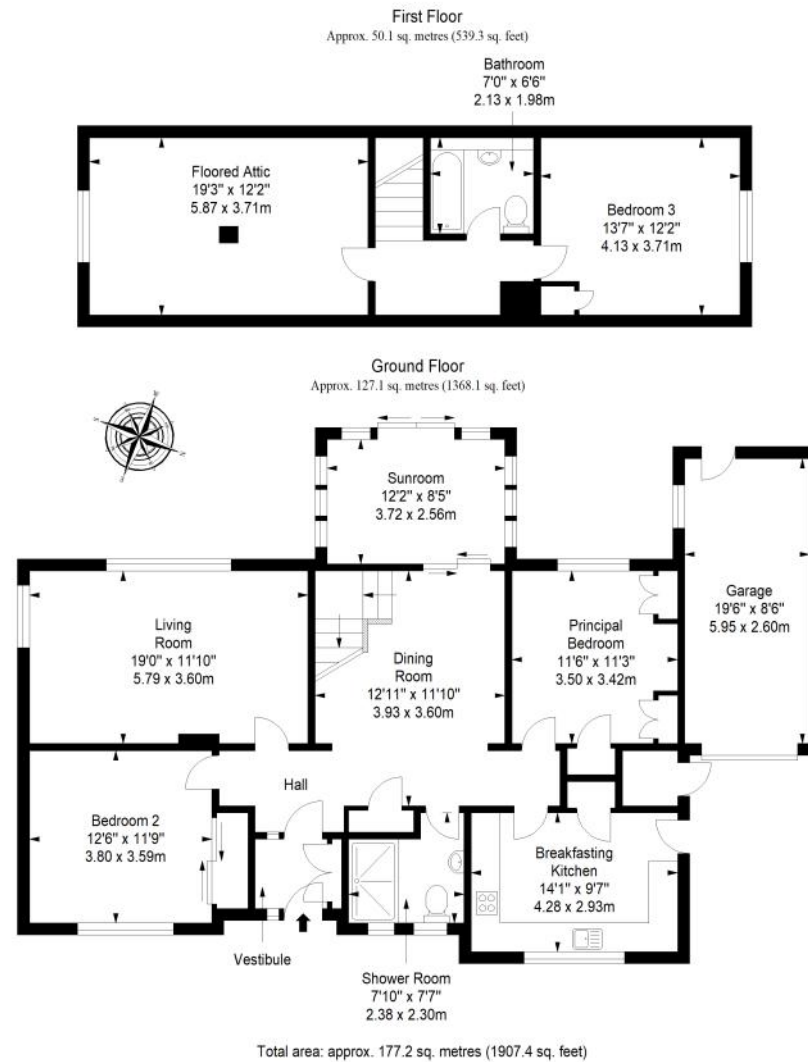 First Floor
Approx. 50.1 sq. metres (539.3 sq. feet)
Bathroom
7'0" x 6'6"
2.13 x 1.98m
Floored Attic
19'3" x 12'2"
5.87 x 3.71m
Bedroom 3
13'7" x 12'2"
4.13 x 3.71m
Ground Floor
Approx. 127.1 sq. metres (1368.1 sq. feet)
Sunroom
12'2" x 8'5"
3.72 x 2.56m
Living
Room
19'0" x 11'10"
5.79 x 3.60m
Dining
Room
12'11" x 11'10"
3.93 x 3.60m
Principal
Bedroom
11'6" x 11'3"
3.50 x 3.42m
Garage
19'6" x 8'6"
5.95 x 2.60m
Hall
Bedroom 2
12'6" x 11'9"
3.80 x 3.59m
Breakfasting
Kitchen
14'1" x 9'7"
4.28 x 2.93m
Vestibule
Shower Room
7'10" x 7'7"
2.38 x 2.30m
Total area: approx. 177.2 sq. metres (1907.4 sq. feet)